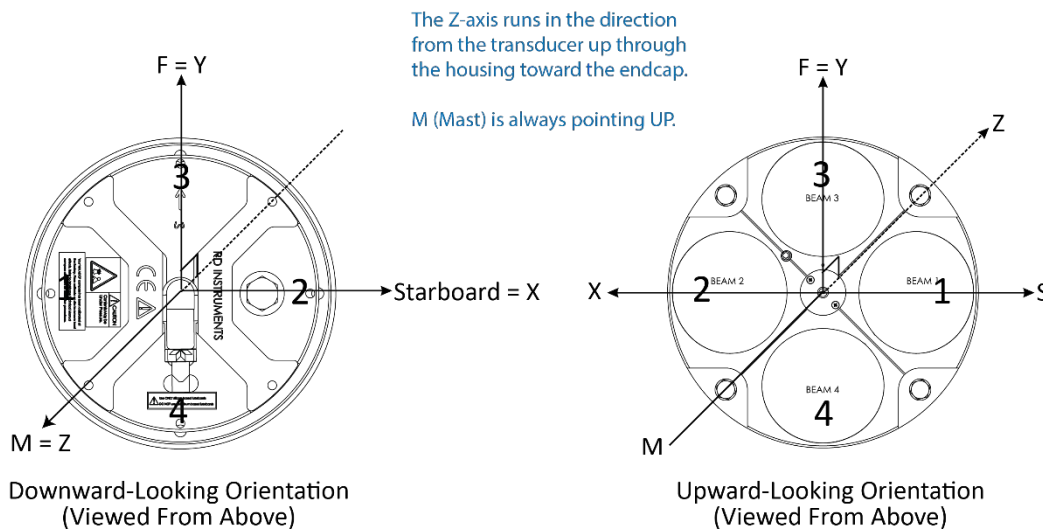 The Z-axis runs in the direction
from the transducer up through
the housing toward the endcap.
M (Mast) is always pointing UP.
F = Y
3
1
2
4
RD INSTRUMENTS
CE
CAUTION
Starboard = X
M = Z
Downward-Looking Orientation
(Viewed From Above)
F = Y
Z
3
BEAM 3
BEAM 2
2
BEAM 1
1
X
S
BEAM 4
4
M
Upward-Looking Orientation
(Viewed From Above)